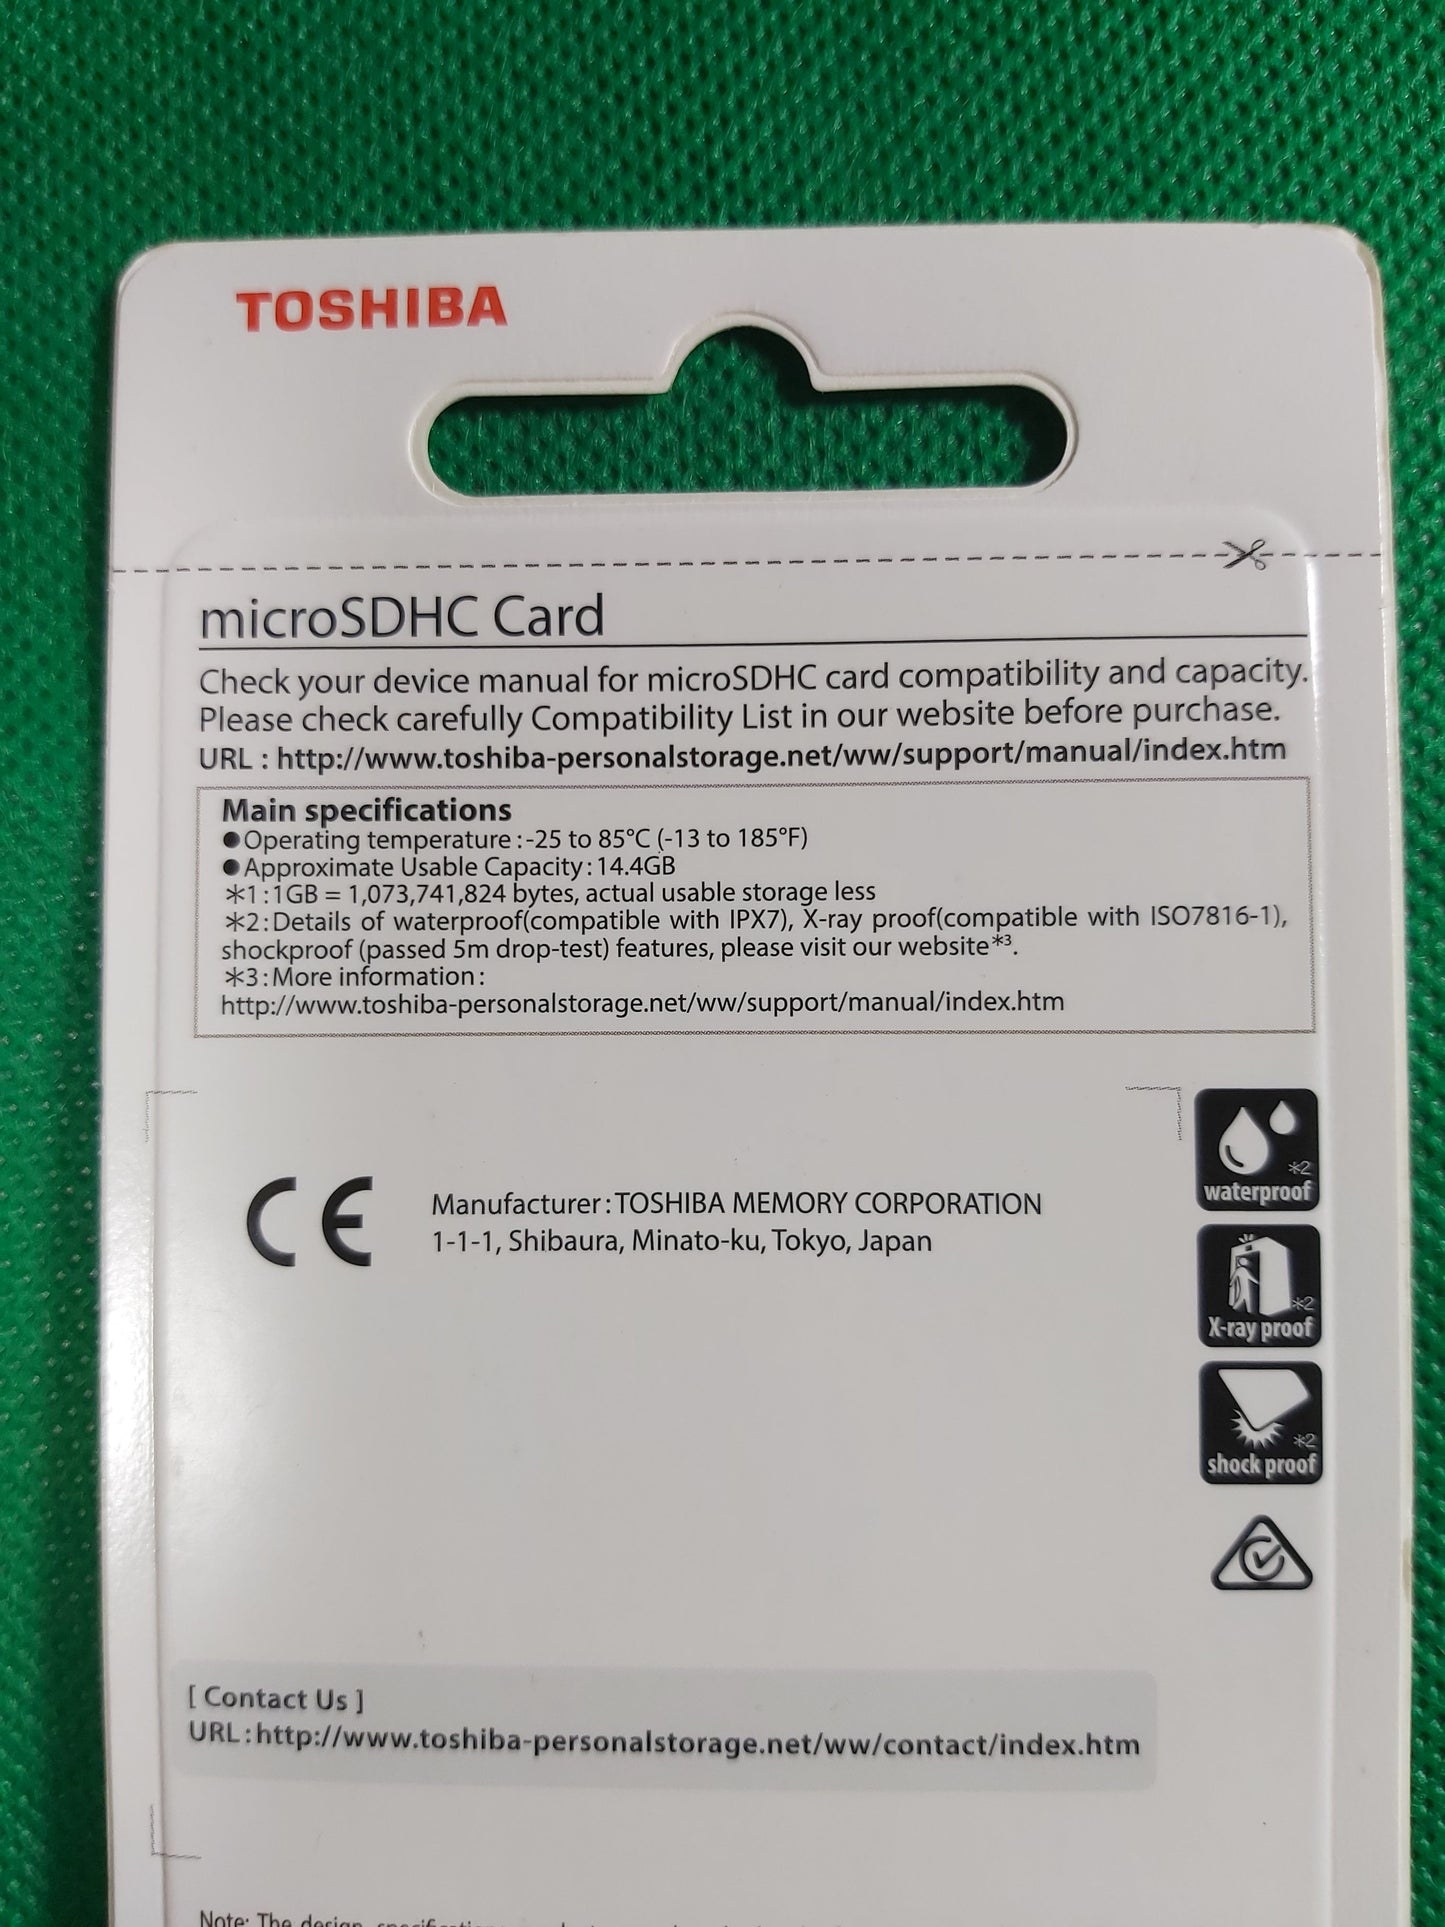 TOSHIBA
microSDHC Card
Check your device manual for microSDHC card compatibility and capacity.
Please check carefully Compatibility List in our website before purchase.
URL : http://www.toshiba-personalstorage.net/ww/support/manual/index.htm
Main specifications
●Operating temperature : -25 to 85°C (-13 to 185°F)
●Approximate Usable Capacity : 14.4GB
*1 : 1GB = 1,073,741,824 bytes, actual usable storage less
*2 : Details of waterproof(compatible with IPX7), X-ray proof(compatible with ISO7816-1),
shockproof (passed 5m drop-test) features, please visit our website*3.
*3 : More information :
http://www.toshiba-personalstorage.net/ww/support/manual/index.htm
*2
waterproof
CE
Manufacturer : TOSHIBA MEMORY CORPORATION
1-1-1, Shibaura, Minato-ku, Tokyo, Japan
*2
X-ray proof
*2
shock proof
[ Contact Us ]
URL : http://www.toshiba-personalstorage.net/ww/contact/index.htm
Note: The design, specifications